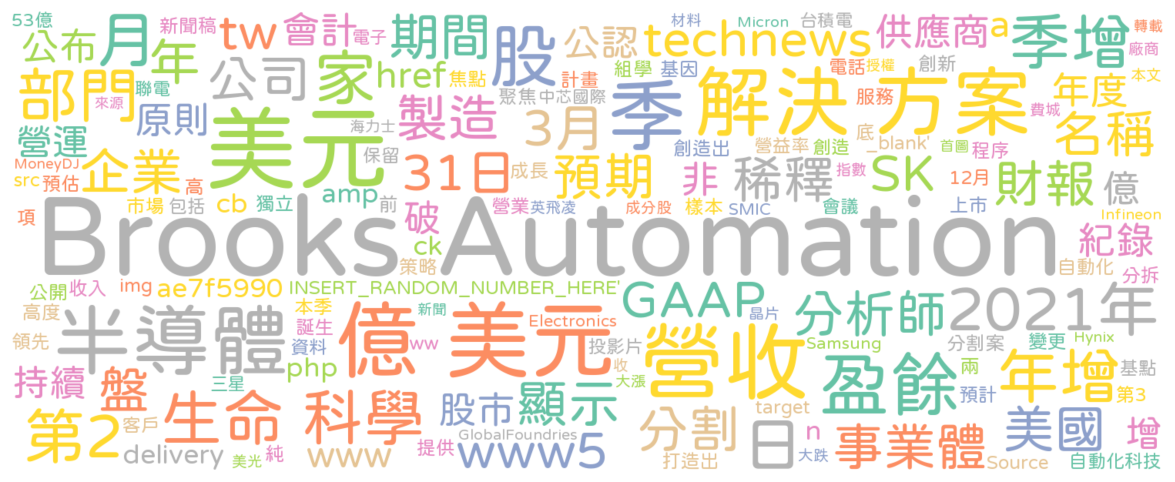 53億 新聞稿 會計 電子 期間 股 公認 材料 Micron 台積電 供應商 a 季增 轉載
公布 月 年 tw technews 廠商
部門 聯電 公司 家 href 焦點 計畫 組學 基因 電話 授權 創新 本文
來源 聚焦 中芯國際 季 解決 方案 服務 年度
原則 美元 製造 3月 費城 名稱
營運 海力士 創造出 營益率 創造 底 _blank' 首圖
MoneyDJ 企業 保留 31日 成長 預期 非 稀釋 SK 指數 程序 財報
src 預估 高 amp 12月 億
項 市場 包括 cb 獨立 前 破 營業 英飛凌 成分股 樣本 SMIC 會議 上市 Infineon
Brooks Automation 紀錄
ck 策略 自動化
公開 收入 img ae7f5990 INSERT_RANDOM_NUMBER_HERE' 分拆
高度 本季 新聞 GAAP 晶片 分析師 2021年
半導體 誕生 億 美元 Electronics 營收
領先 資料 ww 投影片 Samsung 分割案 變更 Hynix
持續 盤 三星 php 收 盈餘 兩 年增 基點
大漲 預計 第3
第2 生命 科學 股市 顯示 分割 target 日 美國
客戶 GlobalFoundries n 事業體 增
delivery 美光 純 www 提供 www5 打造出 大跌 Source 自動化科技